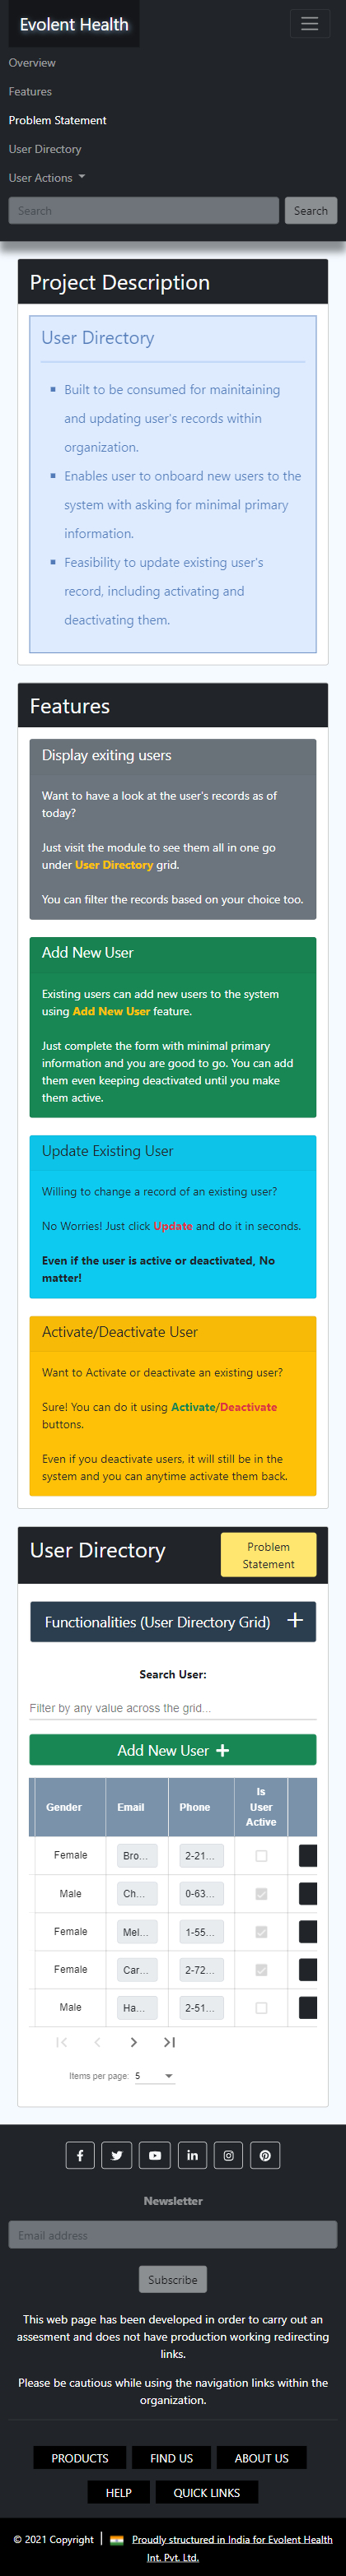 Evolent Health
Overview
Features
Problem Statement
User Directory
User Actions
Search
Search
Project Description
User Directory
Built to be consumed for mainitaining
and updating user's records within
organization.
Enables user to onboard new users to the
system with asking for minimal primary
information.
Feasibility to update existing user's
record, including activating and
deactivating them.
Features
Display exiting users
Want to have a look at the user's records as of
today?
Just visit the module to see them all in one go
under User Directory grid.
You can filter the records based on your choice too.
Add New User
Existing users can add new users to the system
using Add New User feature.
Just complete the form with minimal primary
information and you are good to go. You can add
them even keeping deactivated until you make
them active.
Update Existing User
Willing to change a record of an existing user?
No Worries! Just click Update and do it in seconds.
Even if the user is active or deactivated, No
matter!
Activate/Deactivate User
Want to Activate or deactivate an existing user?
Sure! You can do it using Activate/Deactivate
buttons.
Even if you deactivate users, it will still be in the
system and you can anytime activate them back.
User Directory
Problem
Statement
Functionalities (User Directory Grid)
Search User:
Filter by any value across the grid...
Add New User
Gender Email Phone Is User Active
Female Bro... 2-21...
Male Ch... 0-63...
Female Mel... 1-55...
Female Car... 2-72...
Male Ha... 2-51...
Items per page: 5
Newsletter
Email address
Subscribe
This web page has been developed in order to carry out an
assesment and does not have production working redirecting
links.
Please be cautious while using the navigation links within the
organization.
PRODUCTS FIND US ABOUT US
HELP QUICK LINKS
© 2021 Copyright | Proudly structured in India for Evolent Health
Int. Pvt. Ltd.